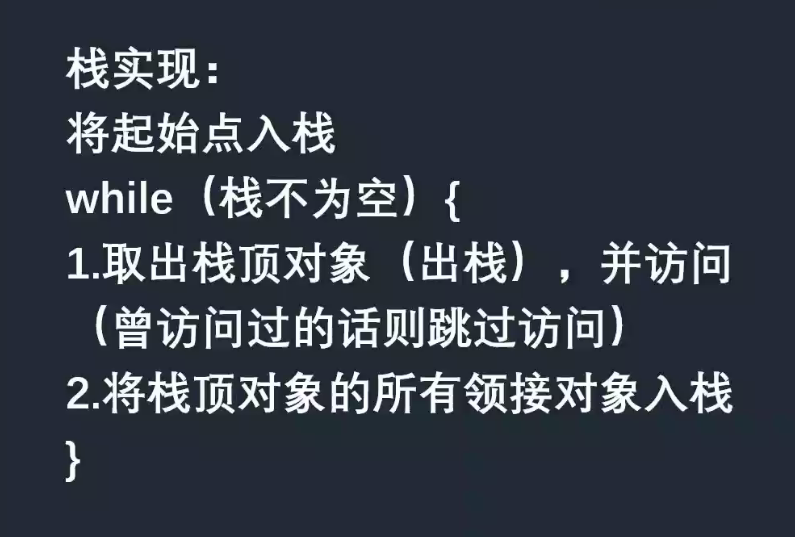 栈实现：
将起始点入栈
while（栈不为空）{
1.取出栈顶对象（出栈），并访问
（曾访问过的话则跳过访问）
2.将栈顶对象的所有领接对象入栈
}